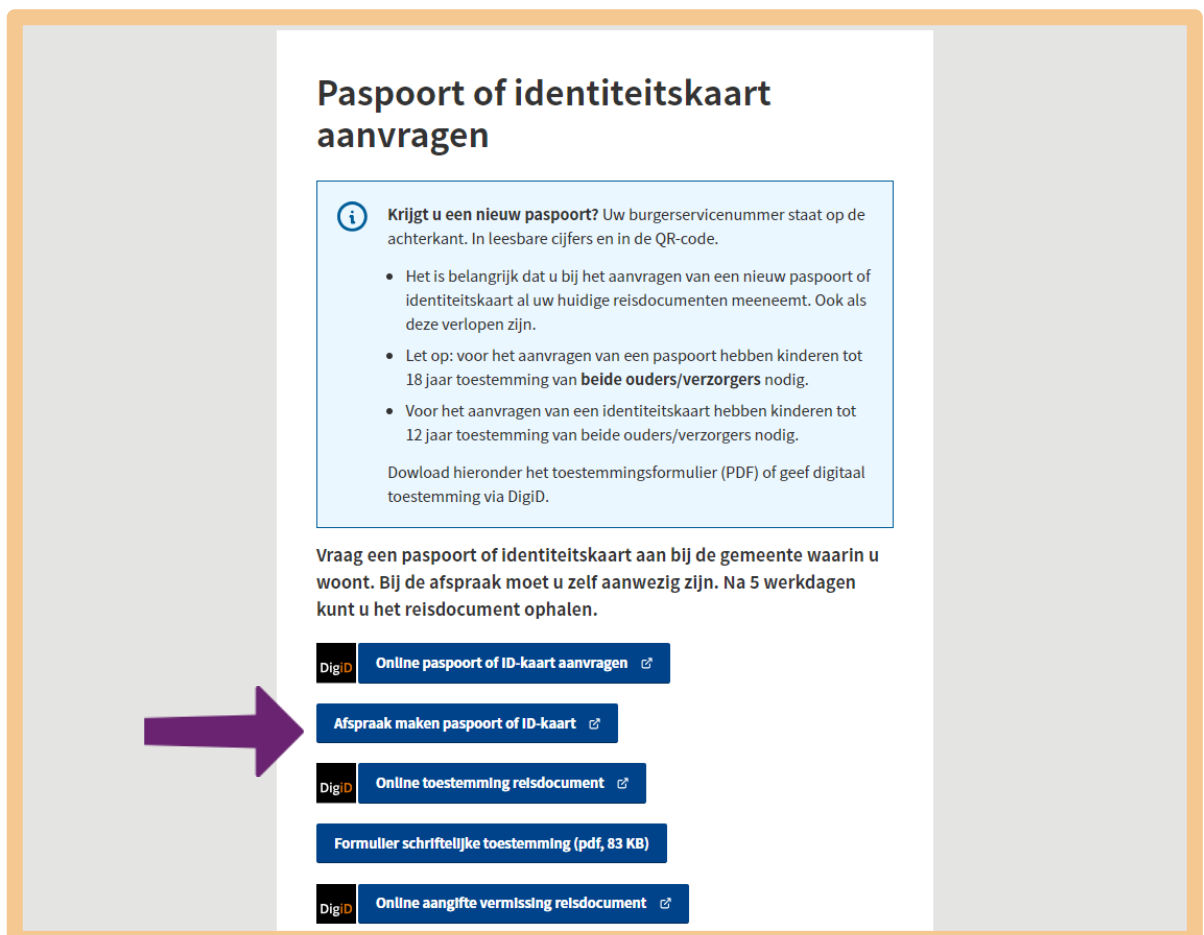 Paspoort of identiteitskaart
aanvragen
Krijgt u een nieuw paspoort? Uw burgerservicenummer staat op de
achterkant. In leesbare cijfers en in de QR-code.
• Het is belangrijk dat u bij het aanvragen van een nieuw paspoort of
identiteitskaart al uw huidige reisdocumenten meeneemt. Ook als
deze verlopen zijn.
• Let op: voor het aanvragen van een paspoort hebben kinderen tot
18 jaar toestemming van beide ouders/verzorgers nodig.
• Voor het aanvragen van een identiteitskaart hebben kinderen tot
12 jaar toestemming van beide ouders/verzorgers nodig.
Dowload hieronder het toestemmingsformulier (PDF) of geef digitaal
toestemming via DigiD.
Vraag een paspoort of identiteitskaart aan bij de gemeente waarin u
woont. Bij de afspraak moet u zelf aanwezig zijn. Na 5 werkdagen
kunt u het reisdocument ophalen.
DigiD Online paspoort of ID-kaart aanvragen
Afspraak maken paspoort of ID-kaart
DigiD Online toestemming reisdocument
Formulier schriftelijke toestemming (pdf, 83 KB)
DigiD Online aangifte vermissing reisdocument